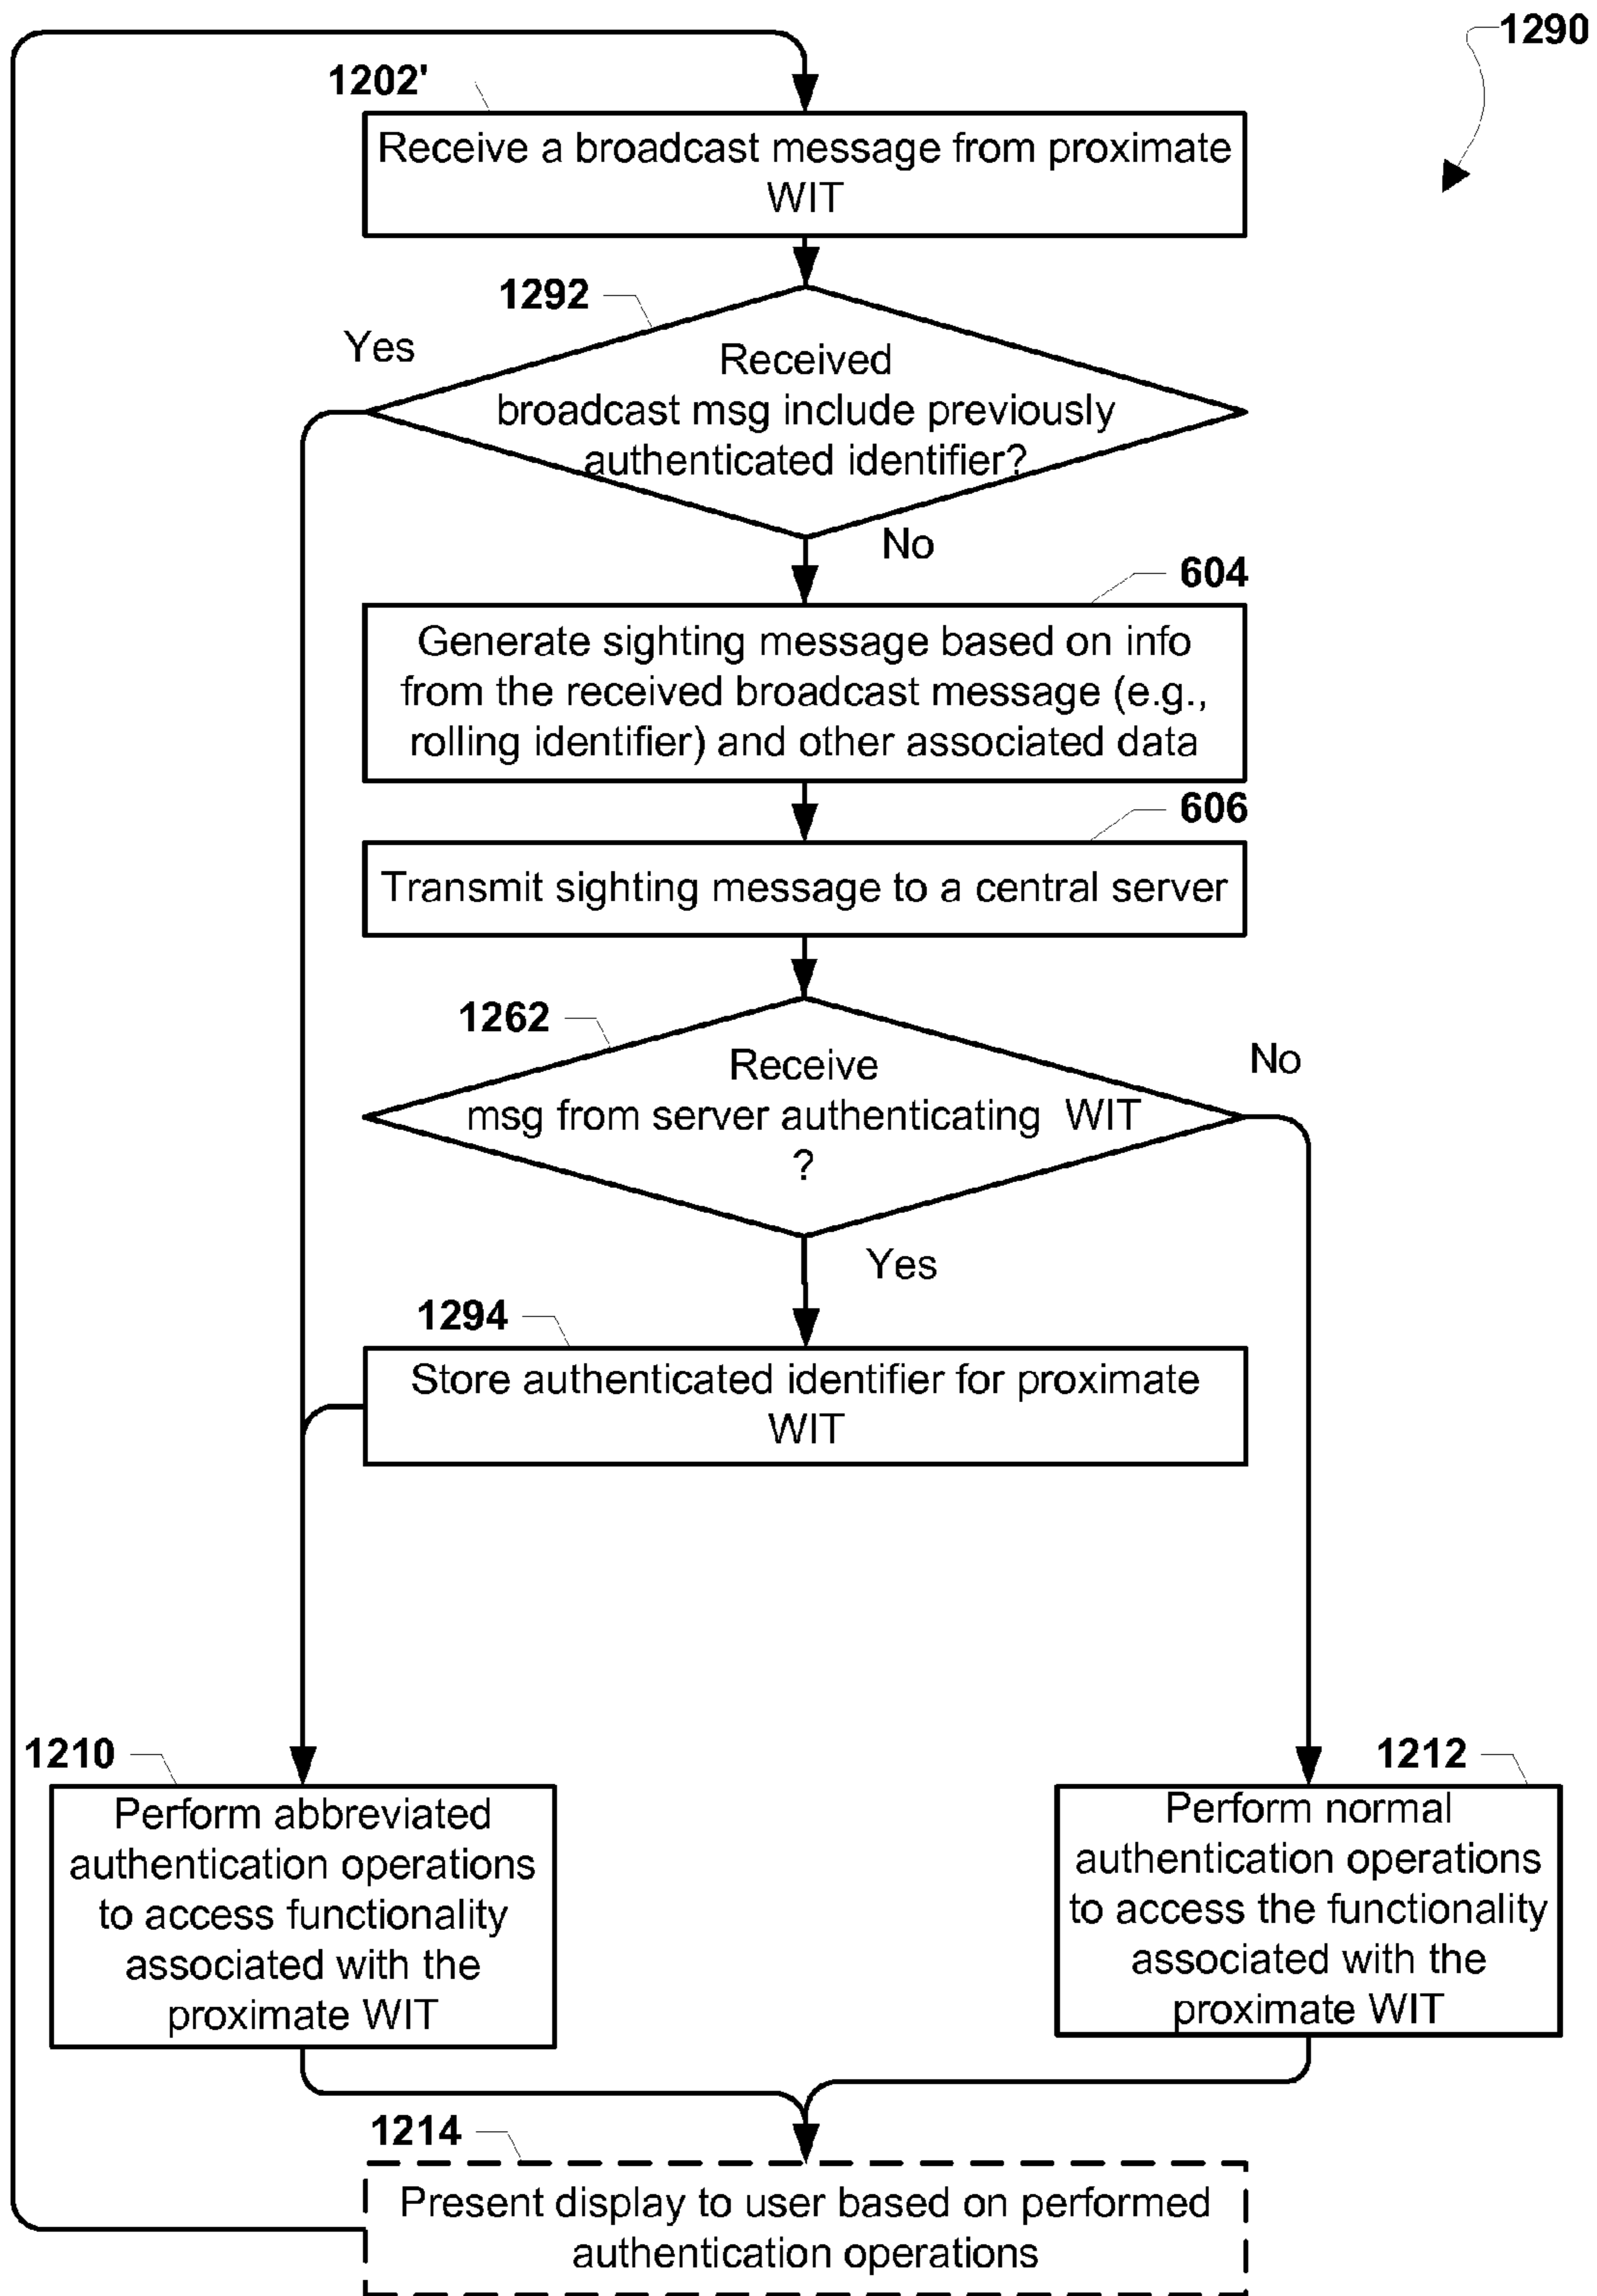 1290
1202'
Receive a broadcast message from proximate
WIT
1292
Yes
Received
broadcast msg include previously
authenticated identifier?
No
604
Generate sighting message based on info
from the received broadcast message (e.g.,
rolling identifier) and other associated data
606
Transmit sighting message to a central server
1262
No
Receive
msg from server authenticating WIT
?
Yes
1294
Store authenticated identifier for proximate
WIT
1210
Perform abbreviated
authentication operations
to access functionality
associated with the
proximate WIT
1212
Perform normal
authentication operations
to access the functionality
associated with the
proximate WIT
1214
Present display to user based on performed
authentication operations